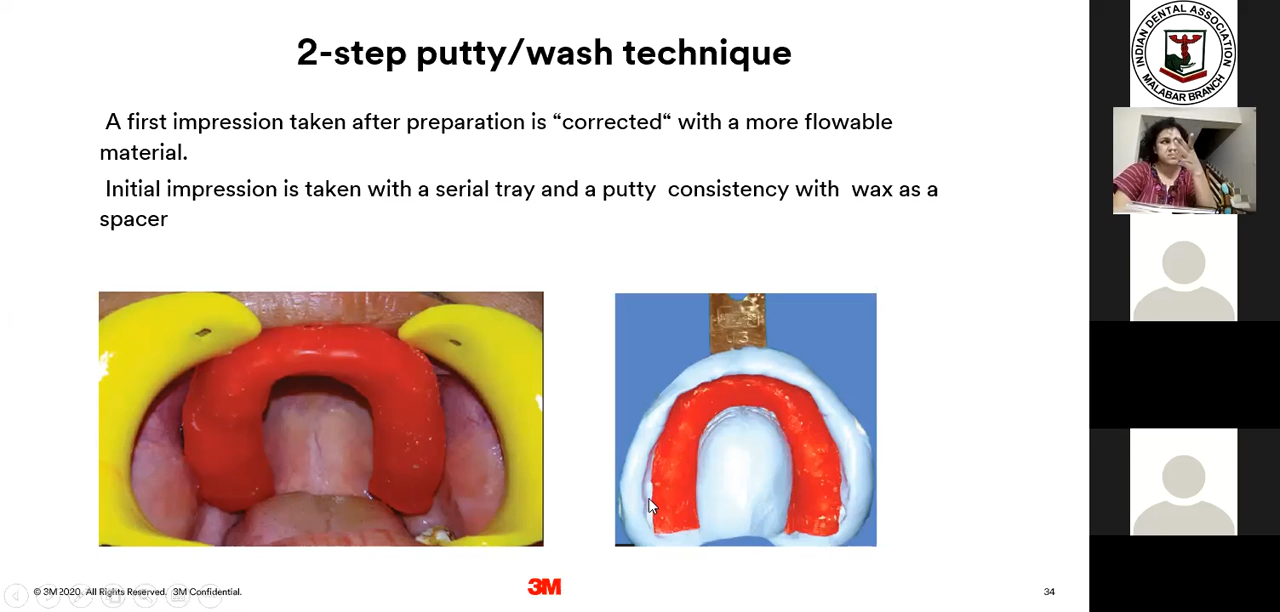 2-step putty/wash technique
A first impression taken after preparation is “corrected“ with a more flowable
material.
Initial impression is taken with a serial tray and a putty consistency with wax as a
spacer
© 3M 2020. All Rights Reserved. 3M Confidential.
3M
34
INDIAN DENTAL ASSOCIATION
MALABAR BRANCH